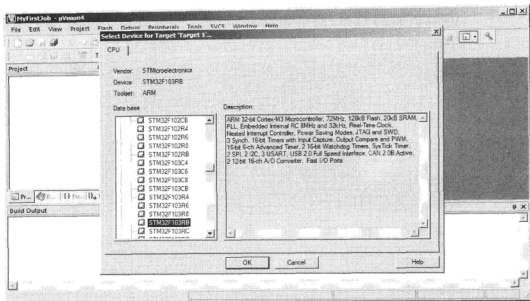 MyFirstJob - µVision4
File Edit View Project Flash Debug Peripherals Tools SVCS Window Help
Select Device for Target 'Target 1'...
CPU
Project
Vendor: STMicroelectronics
Device: STM32F103RB
Toolset: ARM
Data base
Description:
STM32F102CB
STM32F102R4
STM32F102R6
STM32F102R8
STM32F102RB
STM32F103C4
STM32F103C6
STM32F103C8
STM32F103CB
STM32F103R4
STM32F103R6
STM32F103R8
STM32F103RB
STM32F103RC
ARM 32-bit Cortex-M3 Microcontroller, 72MHz, 128kB Flash, 20kB SRAM,
PLL, Embedded Internal RC 8MHz and 32kHz, Real-Time Clock,
Nested Interrupt Controller, Power Saving Modes, JTAG and SWD,
3 Synch. 16-bit Timers with Input Capture, Output Compare and PWM,
16-bit 6-ch Advanced Timer, 2 16-bit Watchdog Timers, SysTick Timer,
2 SPI, 2 I2C, 3 USART, USB 2.0 Full Speed Interface, CAN 2.0B Active,
2 12-bit 16-ch A/D Converter, Fast I/O Ports
Pr...
Build Output
OK Cancel Help